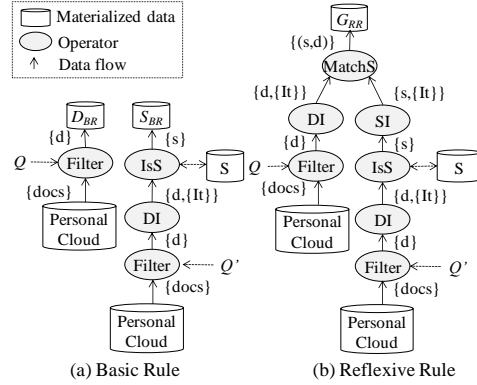 Materialized data
Operator
Data flow
D_BR
S_BR
{d}
{s}
Q
Filter
IsS
S
{docs}
{d,{It}}
Personal
Cloud
DI
{d}
Filter
Q'
{docs}
Personal
Cloud
(a) Basic Rule
G_RR
{(s,d)}
MatchS
{d,{It}}
{s,{It}}
DI
SI
{d}
{s}
Q
Filter
IsS
S
{docs}
{d,{It}}
Personal
Cloud
DI
{d}
Filter
Q'
{docs}
Personal
Cloud
(b) Reflexive Rule